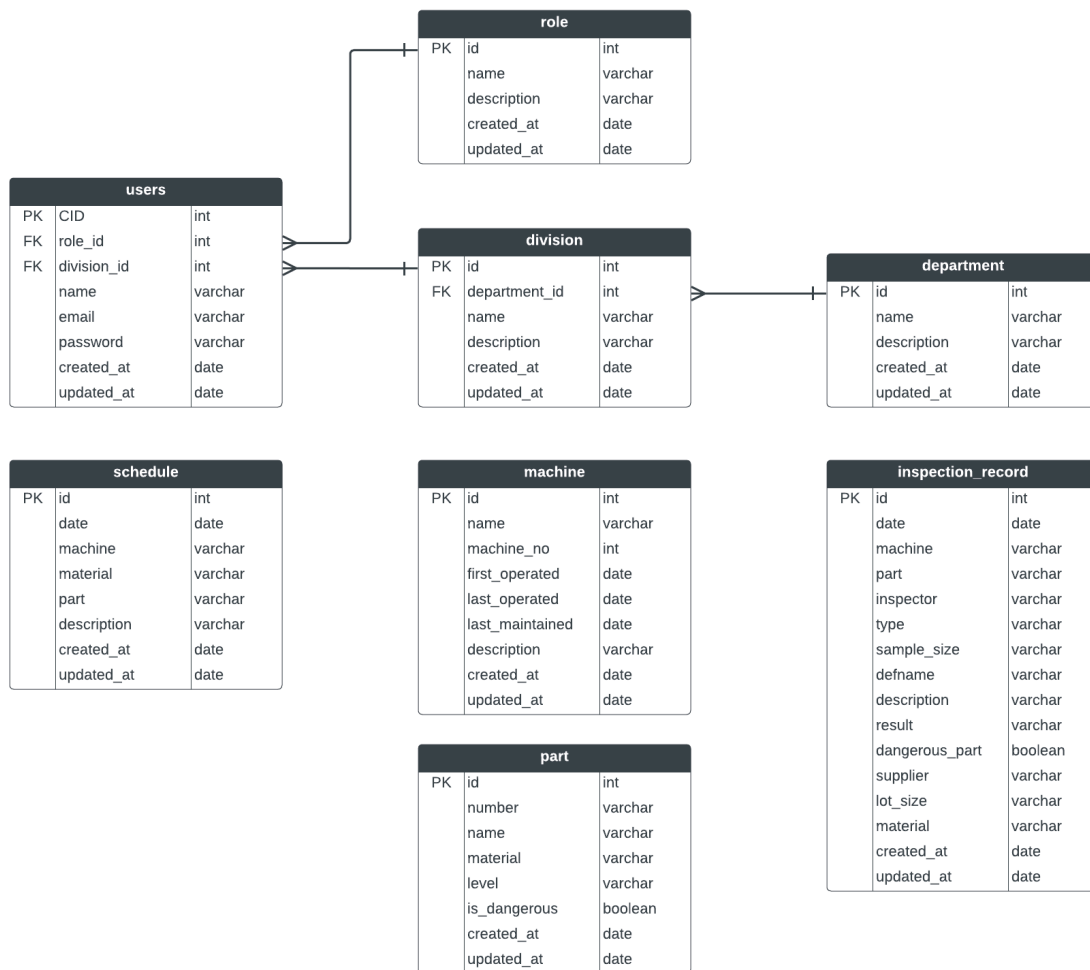 role
PK id int
name varchar
description varchar
created_at date
updated_at date
users
PK CID int
FK role_id int
FK division_id int
name varchar
email varchar
password varchar
created_at date
updated_at date
division
PK id int
FK department_id int
name varchar
description varchar
created_at date
updated_at date
department
PK id int
name varchar
description varchar
created_at date
updated_at date
schedule
PK id int
date date
machine varchar
material varchar
part varchar
description varchar
created_at date
updated_at date
machine
PK id int
name varchar
machine_no int
first_operated date
last_operated date
last_maintained date
description varchar
created_at date
updated_at date
inspection_record
PK id int
date date
machine varchar
part varchar
inspector varchar
type varchar
sample_size varchar
defname varchar
description varchar
result varchar
dangerous_part boolean
supplier varchar
lot_size varchar
material varchar
created_at date
updated_at date
part
PK id int
number varchar
name varchar
material varchar
level varchar
is_dangerous boolean
created_at date
updated_at date